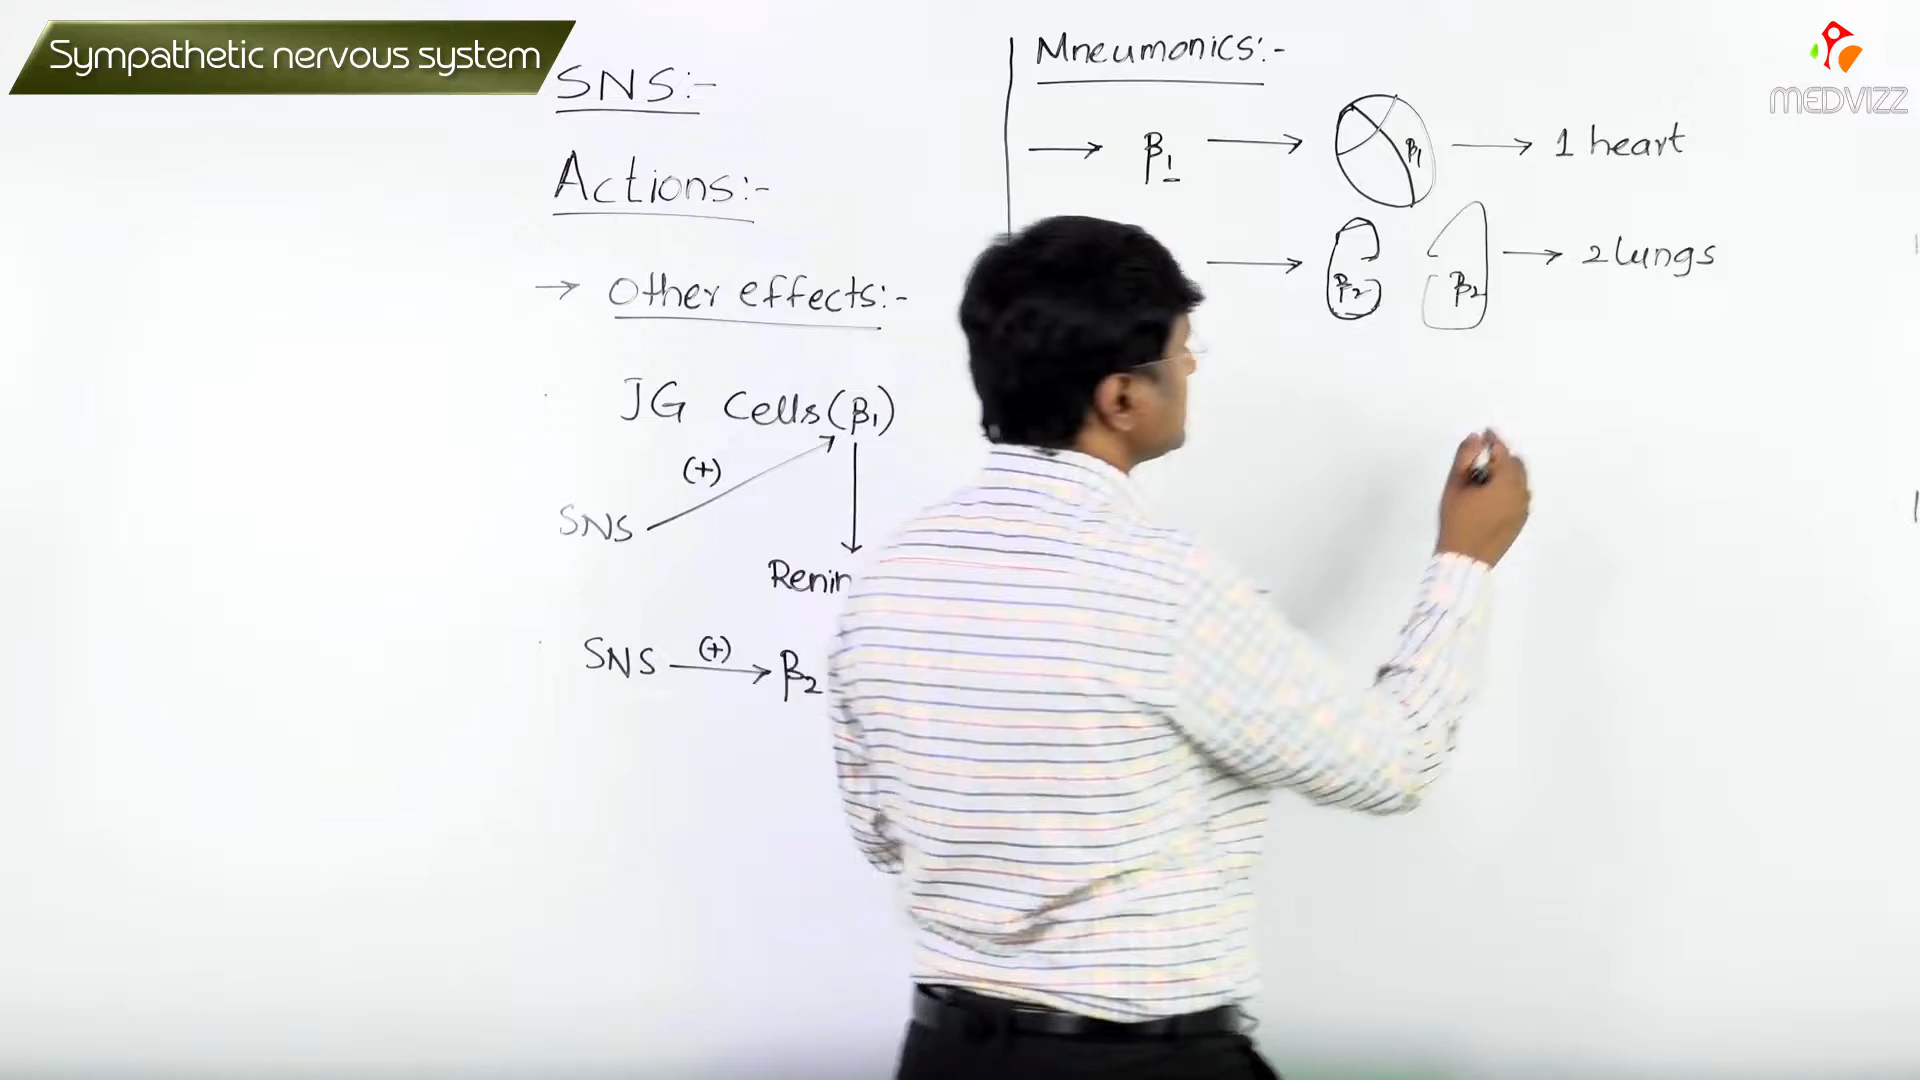 Sympathetic nervous system
MEDVIZZ
SNS:-
Actions:-
→ Other effects:-
JG Cells (β1)
(+)
SNS
Renin
SNS (+) → β2
Mneumonics:-
→ β1 → β1 → 1 heart
→ β2 β2 → 2 lungs